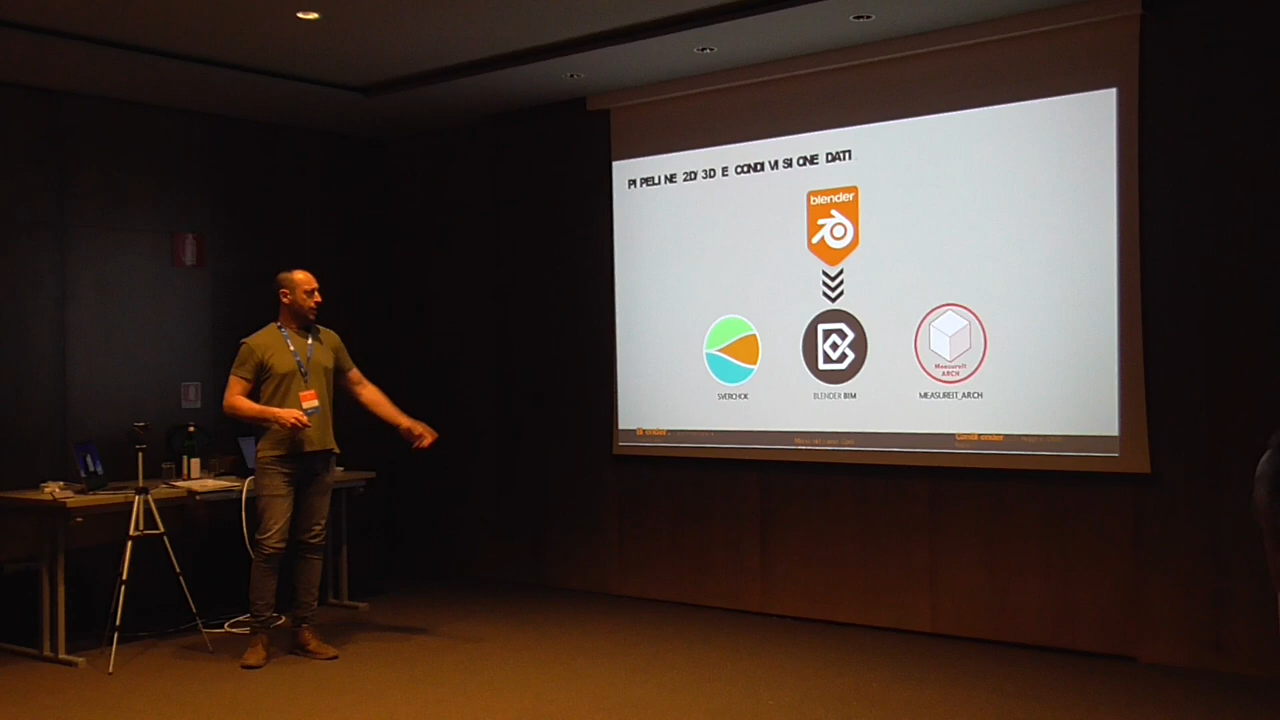 PIPELINE 2D/3D E CONDIVISIONE DATI
blender
SVERCHOK
BLENDER BIM
MeasureIt
ARCH
MEASUREIT_ARCH